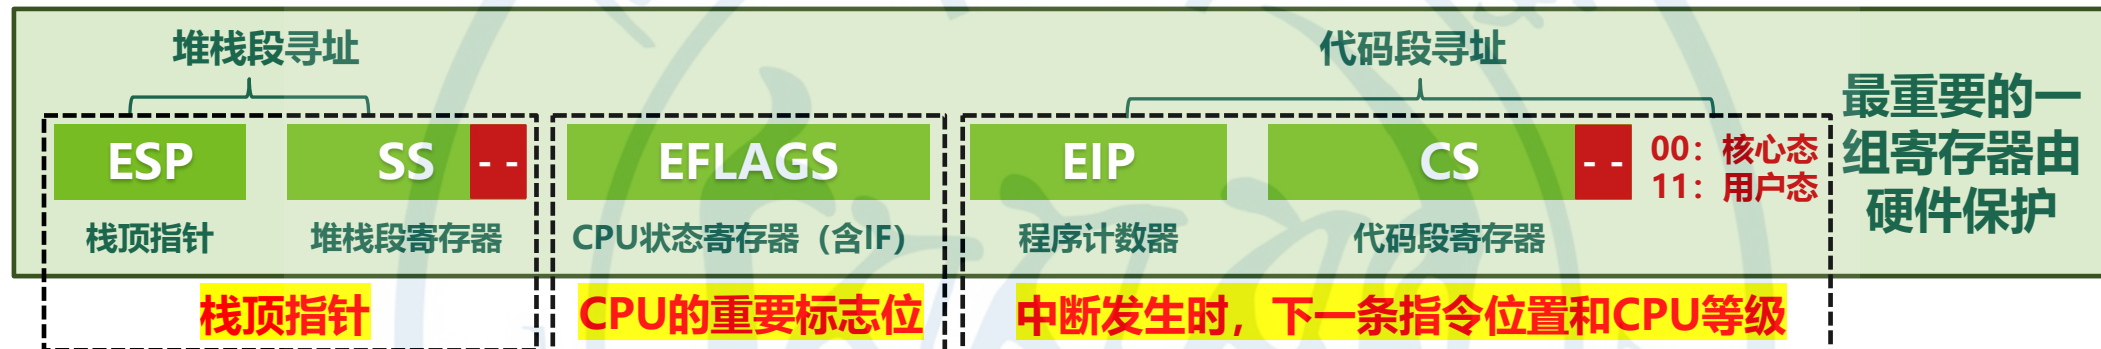 堆栈段寻址
代码段寻址
ESP
SS
- -
EFLAGS
EIP
CS
- -
00：核心态
11：用户态
栈顶指针
堆栈段寄存器
CPU状态寄存器（含IF）
程序计数器
代码段寄存器
最重要的一
组寄存器由
硬件保护
栈顶指针
CPU的重要标志位
中断发生时，下一条指令位置和CPU等级